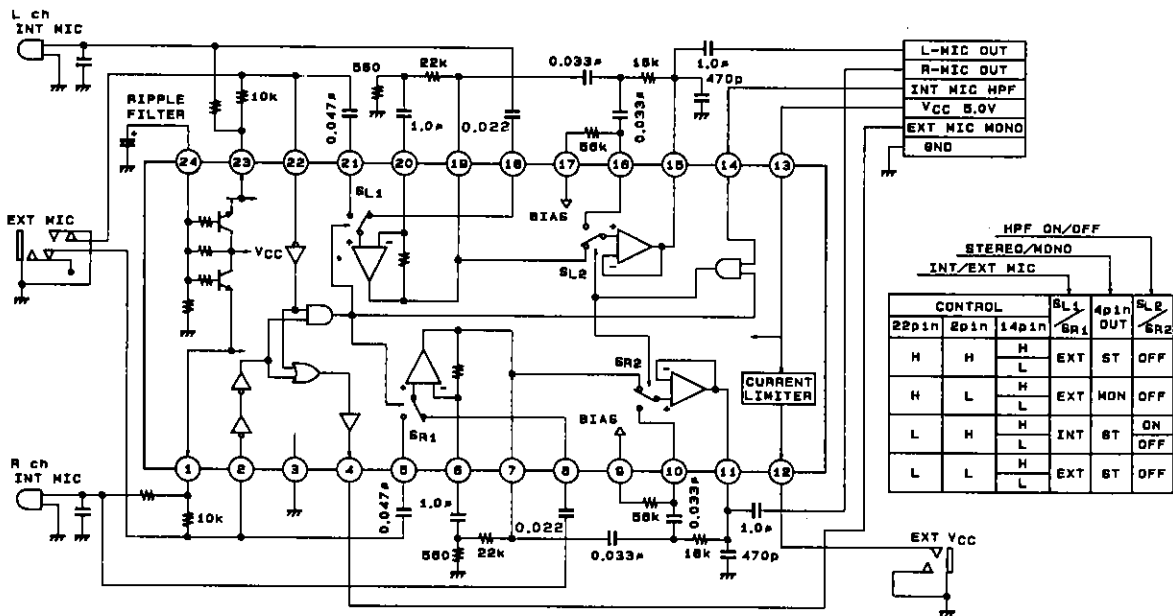 L ch
INT MIC
RIPPLE
FILTER
10k
0.047µ
560
22k
1.0µ
0.022
0.033µ
18k
0.033µ
56k
1.0µ
470p
L-MIC OUT
R-MIC OUT
INT MIC HPF
VCC 5.0V
EXT MIC MONO
GND
24 23 22 21 20 19 18 17 16 15 14 13
EXT MIC
VCC
SL1
BIAS
SL2
SR1
SR2
BIAS
CURRENT
LIMITER
HPF ON/OFF
STEREO/MONO
INT/EXT MIC
CONTROL SL1/SR1 4pin OUT SL2/SR2
22pin 2pin 14pin
H H H L EXT ST OFF
H L H L EXT MON OFF
L H H L INT ST ON OFF
L L H L EXT ST OFF
1 2 3 4 5 6 7 8 9 10 11 12
R ch
INT MIC
10k
0.047µ
1.0µ
560
22k
0.022
0.033µ
56k
0.033µ
18k
1.0µ
470p
EXT VCC